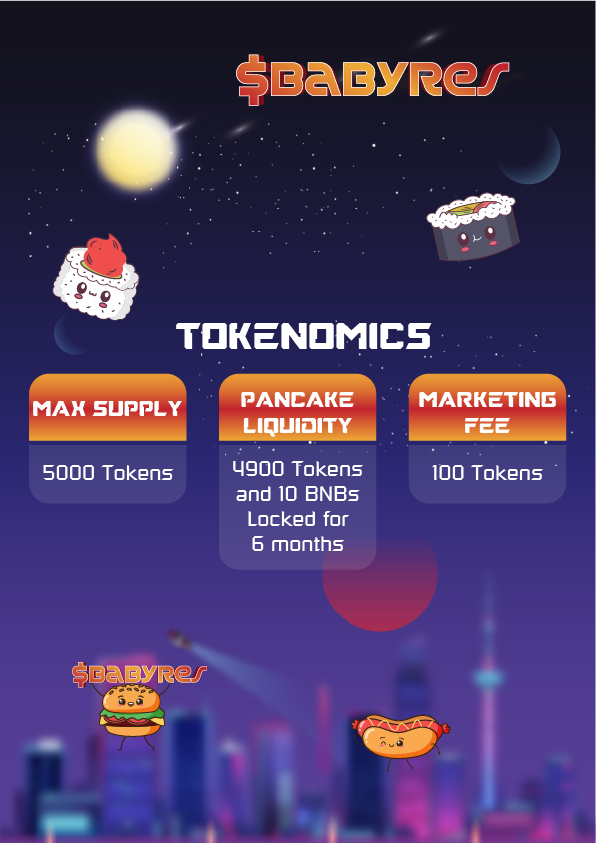 $BABYRES
TOKENOMICS
MAX SUPPLY
5000 Tokens
PANCAKE
LIQUIDITY
4900 Tokens
and 10 BNBs
Locked for
6 months
MARKETING
FEE
100 Tokens
$BABYRES